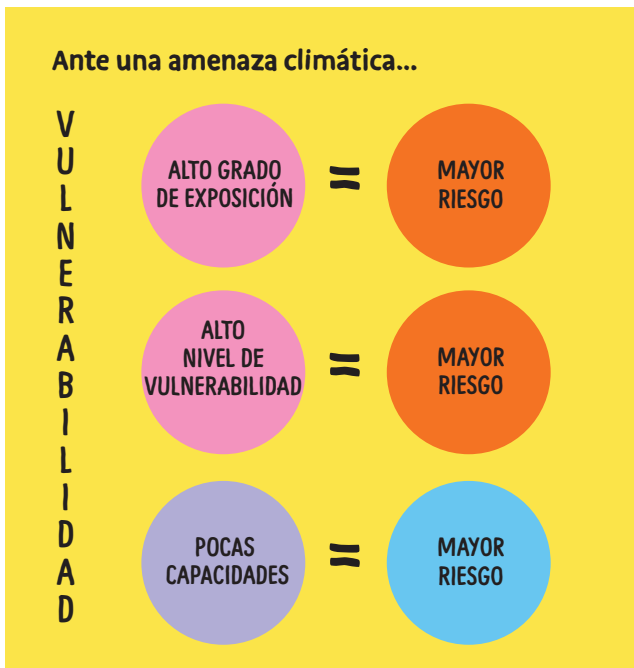 Ante una amenaza climática...
VULNERABILIDAD
ALTO GRADO
DE EXPOSICIÓN
=
MAYOR
RIESGO
ALTO
NIVEL DE
VULNERABILIDAD
=
MAYOR
RIESGO
POCAS
CAPACIDADES
=
MAYOR
RIESGO